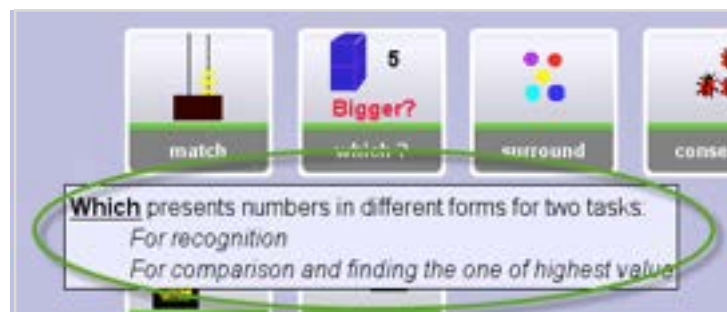 5
Bigger?
match which ? surround conse
Which presents numbers in different forms for two tasks:
For recognition
For comparison and finding the one of highest value